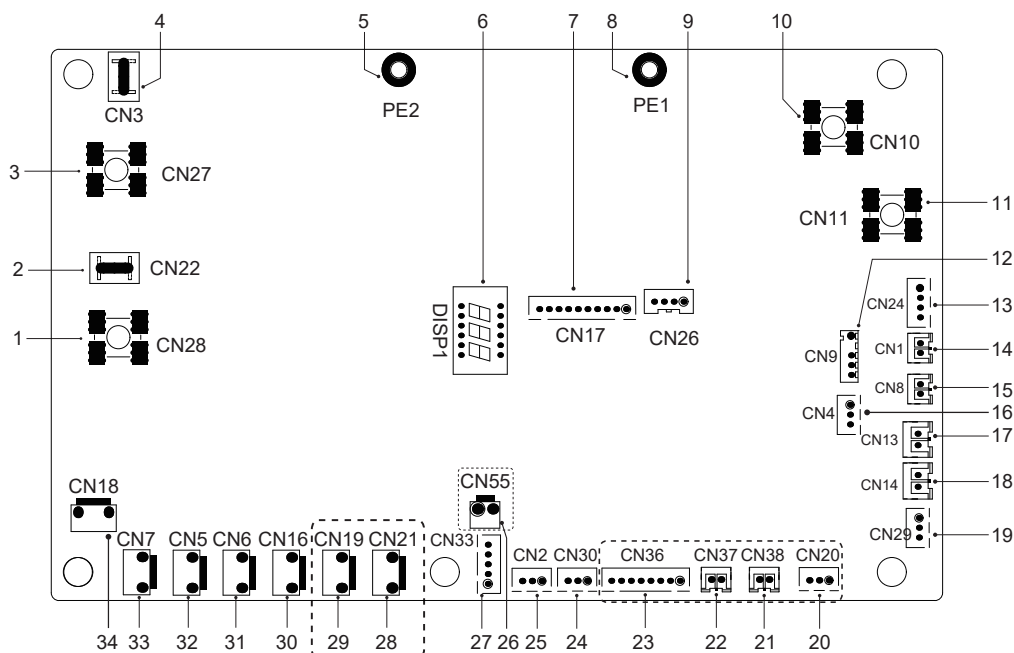 4 5 6 7 8 9 10
CN3 PE2 PE1
CN10
3 CN27
11
CN11
12
2 CN22
CN24 13
DISP1
CN17 CN26
1 CN28
CN9 CN1 14
CN8 15
CN4 16
CN13 17
CN14 18
CN55
CN18
CN29 19
CN7 CN5 CN6 CN16 CN19 CN21 CN33 CN2 CN30 CN36 CN37 CN38 CN20
34 33 32 31 30 29 28 27 26 25 24 23 22 21 20